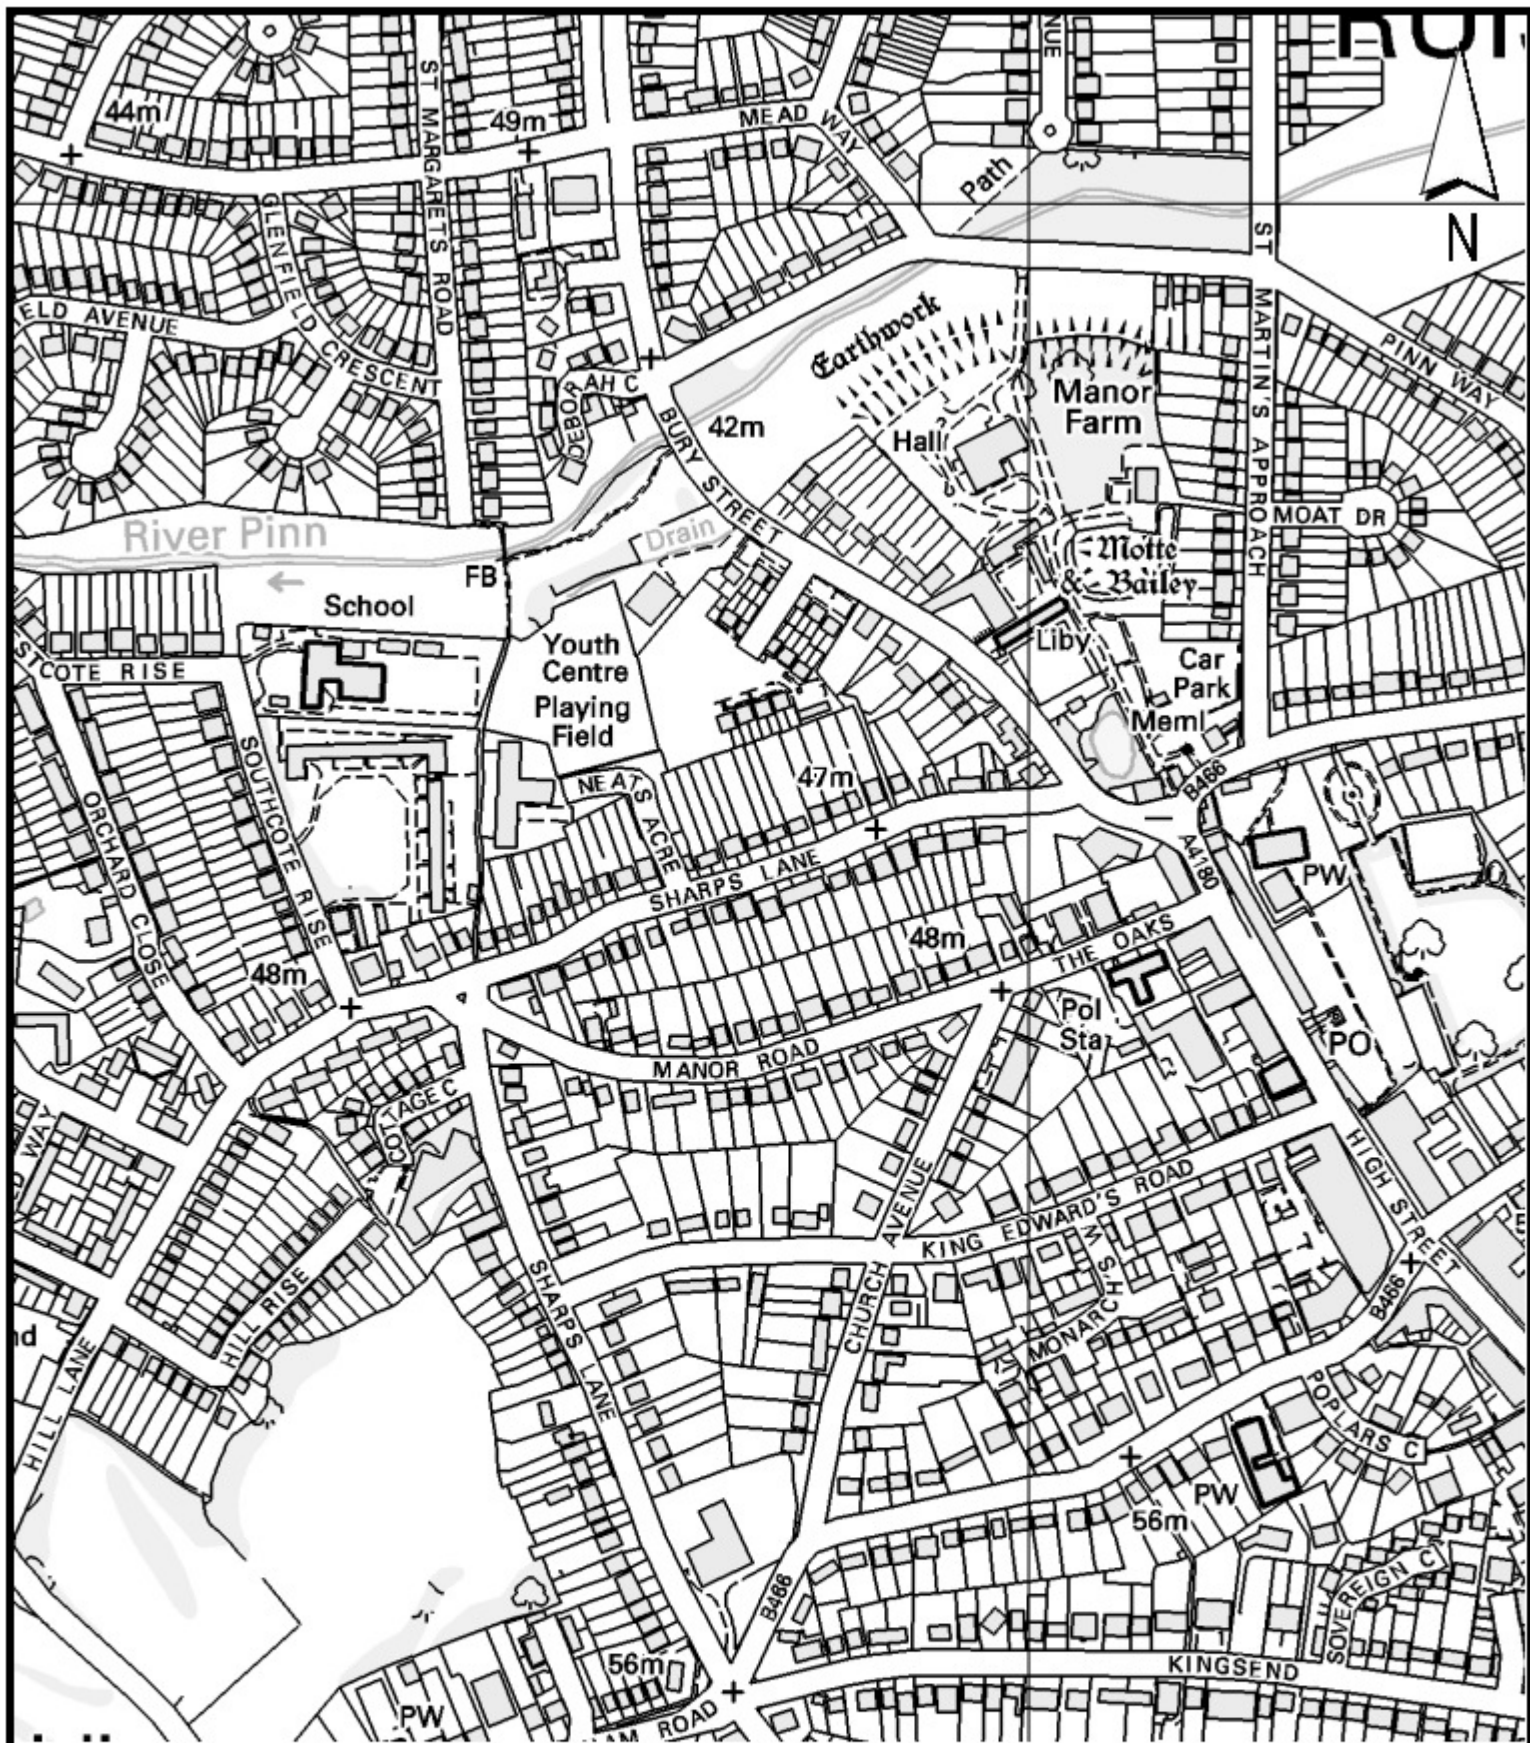 44m
49m
MEAD WAY
ST MARGARETS ROAD
Path
N
ST MARTIN'S APPROACH
GLENFIELD CRESCENT
ELD AVENUE
PINN WAY
Earthwork
Manor
Farm
Hall
42m
BURY STREET
River Pinn
Drain
MOAT DR
Motte
& Bailey
FB
School
Youth
Centre
Playing
Field
Liby
Car
Park
Meml
COTE RISE
SOUTHCOTE RISE
ORCHARD CLOSE
NEATS ACRE
47m
B466
A4180
SHARPS LANE
PW
48m
THE OAKS
48m
Pol
Sta
PO
MANOR ROAD
WAY
COTTAGE C
AVENUE
HIGH STREET
KING EDWARD'S ROAD
HILL RISE
SHARPS LANE
CHURCH
MONARCHS W
B466
HILL LANE
POPLARS C
PW
56m
B466
SOVEREIGN C
56m
KINGSEND
PW
ROAD